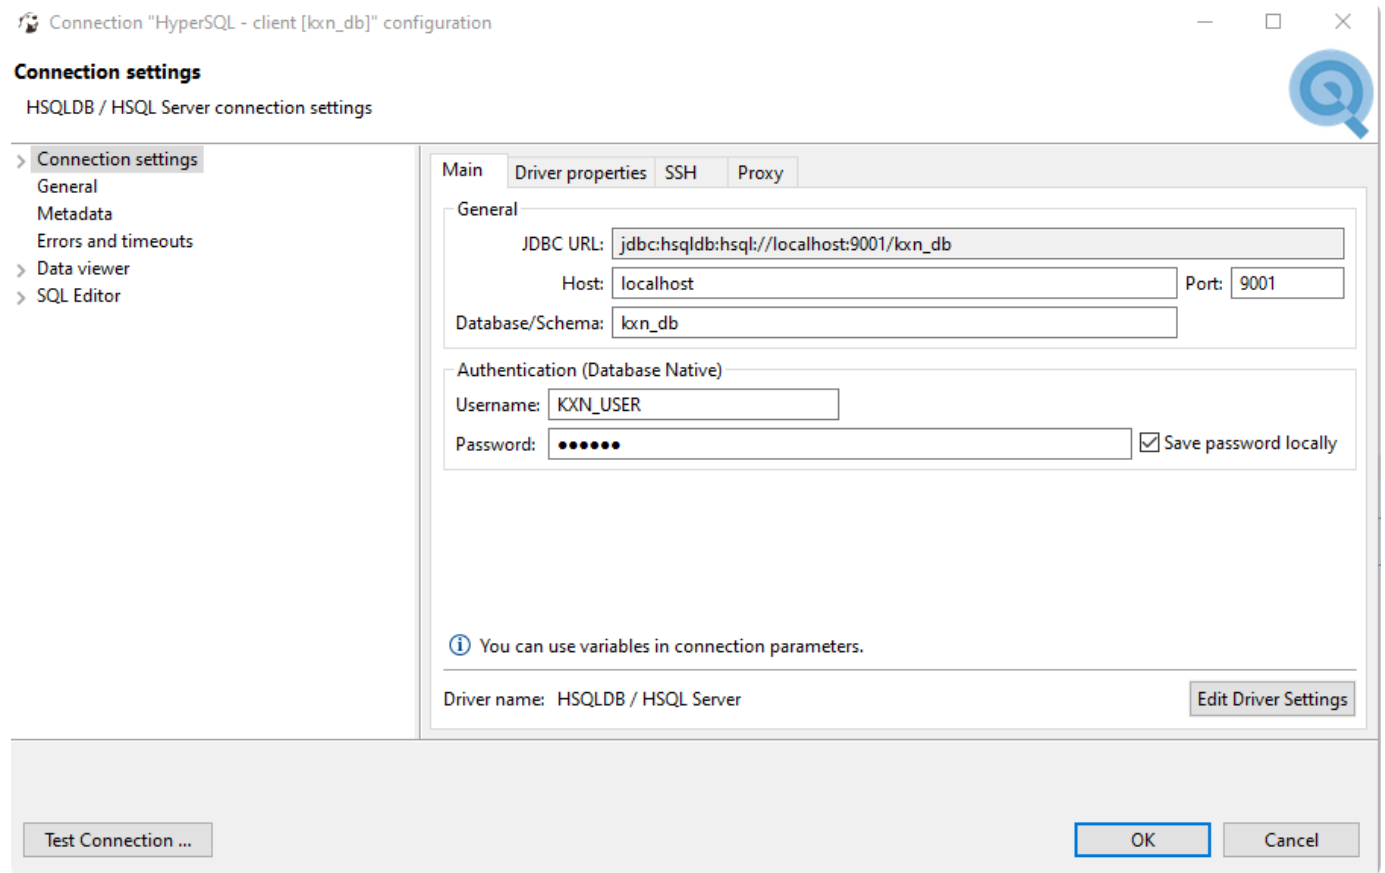 Connection "HyperSQL - client [kxn_db]" configuration
Connection settings
HSQLDB / HSQL Server connection settings
Connection settings
General
Metadata
Errors and timeouts
Data viewer
SQL Editor
Main Driver properties SSH Proxy
General
JDBC URL: jdbc:hsqldb:hsql://localhost:9001/kxn_db
Host: localhost Port: 9001
Database/Schema: kxn_db
Authentication (Database Native)
Username: KXN_USER
Password: ●●●●●● Save password locally
You can use variables in connection parameters.
Driver name: HSQLDB / HSQL Server Edit Driver Settings
Test Connection ... OK Cancel